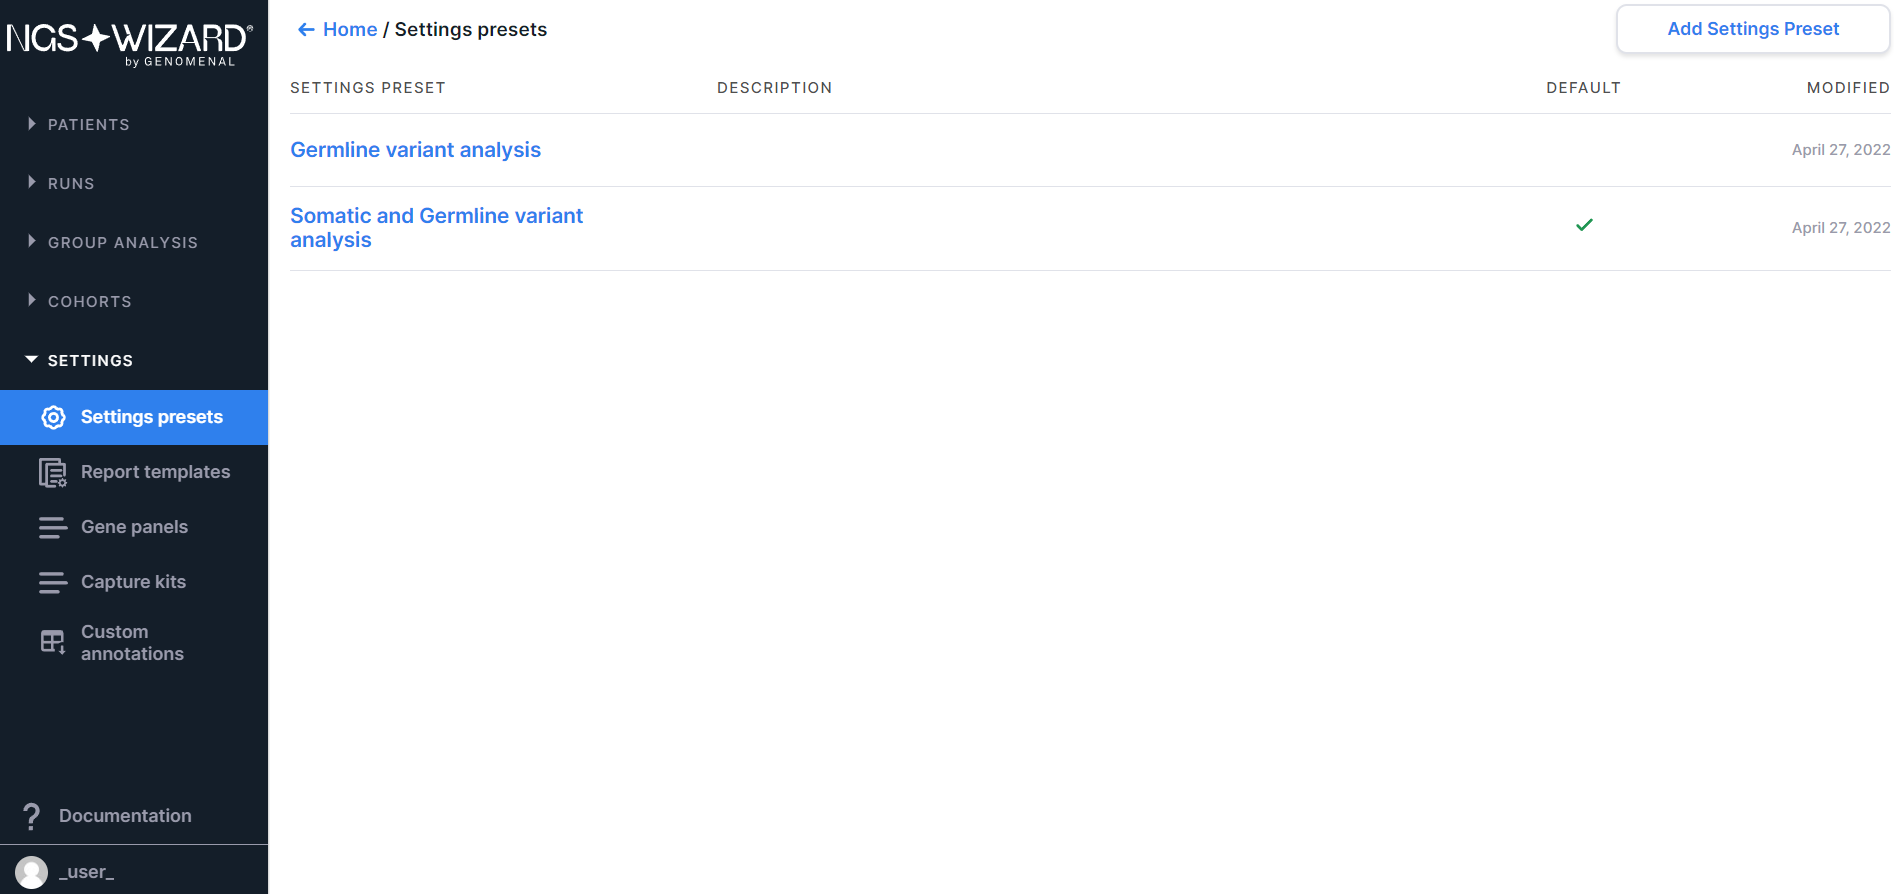 NGS WIZARD®
by GENOMENAL
PATIENTS
RUNS
GROUP ANALYSIS
COHORTS
SETTINGS
Settings presets
Report templates
Gene panels
Capture kits
Custom
annotations
Documentation
_user_
← Home / Settings presets
Add Settings Preset
SETTINGS PRESET DESCRIPTION DEFAULT MODIFIED
Germline variant analysis April 27, 2022
Somatic and Germline variant
analysis ✓ April 27, 2022